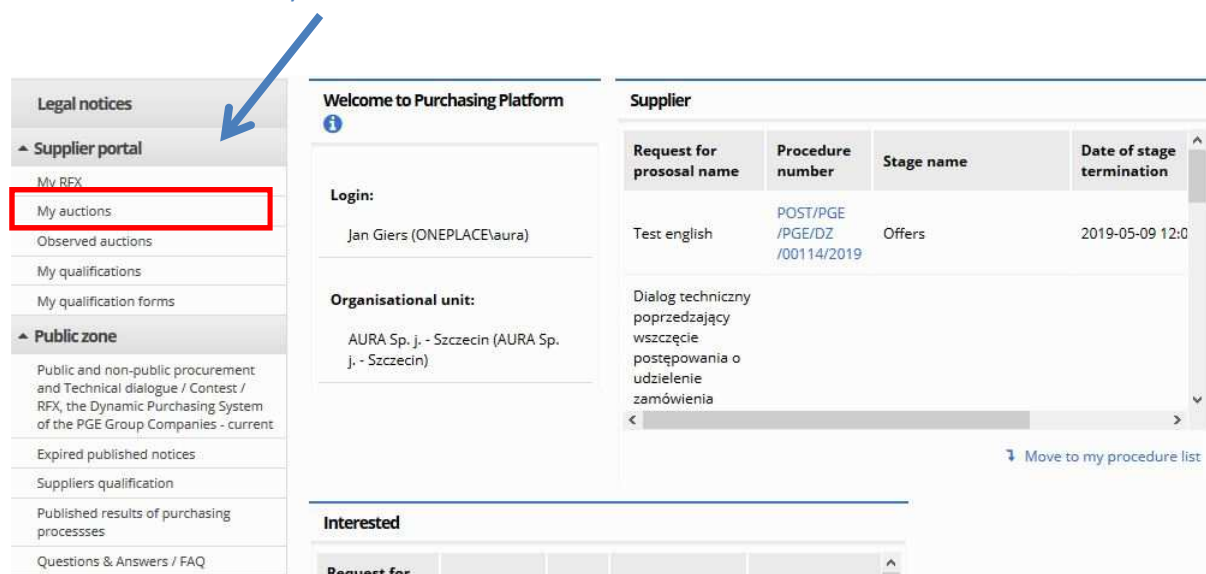 Legal notices
Supplier portal
My RFX
My auctions
Observed auctions
My qualifications
My qualification forms
Public zone
Public and non-public procurement
and Technical dialogue / Contest /
RFX, the Dynamic Purchasing System
of the PGE Group Companies - current
Expired published notices
Suppliers qualification
Published results of purchasing
processses
Questions & Answers / FAQ
Welcome to Purchasing Platform
Login:
Jan Giers (ONEPLACE\aura)
Organisational unit:
AURA Sp. j. - Szczecin (AURA Sp.
j. - Szczecin)
Supplier
Request for
prososal name
Procedure
number
Stage name
Date of stage
termination
Test english
POST/PGE
/PGE/DZ
/00114/2019
Offers
2019-05-09 12:0
Dialog techniczny
poprzedzający
wszczęcie
postępowania o
udzielenie
zamówienia
Move to my procedure list
Interested
Request for